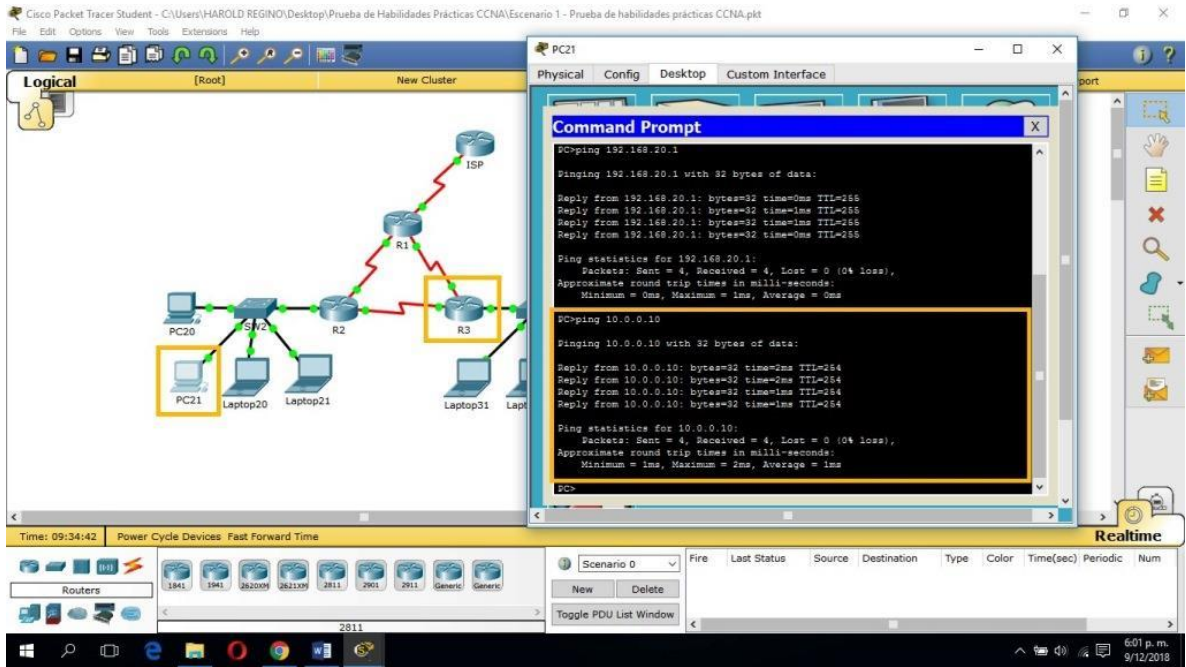 Cisco Packet Tracer Student - C:\Users\HAROLD REGINO\Desktop\Prueba de Habilidades Prácticas CCNA\Escenario 1 - Prueba de habilidades prácticas CCNA.pkt
File Edit Options View Tools Extensions Help
Logical [Root] New Cluster
port
ISP
R1
R2
R3
PC20
SW2
PC21
Laptop20
Laptop21
Laptop31
Lapt
PC21
Physical Config Desktop Custom Interface
Command Prompt X
PC>ping 192.168.20.1
Pinging 192.168.20.1 with 32 bytes of data:
Reply from 192.168.20.1: bytes=32 time=0ms TTL=255
Reply from 192.168.20.1: bytes=32 time=1ms TTL=255
Reply from 192.168.20.1: bytes=32 time=1ms TTL=255
Reply from 192.168.20.1: bytes=32 time=0ms TTL=255
Ping statistics for 192.168.20.1:
Packets: Sent = 4, Received = 4, Lost = 0 (0% loss),
Approximate round trip times in milli-seconds:
Minimum = 0ms, Maximum = 1ms, Average = 0ms
PC>ping 10.0.0.10
Pinging 10.0.0.10 with 32 bytes of data:
Reply from 10.0.0.10: bytes=32 time=2ms TTL=254
Reply from 10.0.0.10: bytes=32 time=1ms TTL=254
Reply from 10.0.0.10: bytes=32 time=1ms TTL=254
Reply from 10.0.0.10: bytes=32 time=1ms TTL=254
Ping statistics for 10.0.0.10:
Packets: Sent = 4, Received = 4, Lost = 0 (0% loss),
Approximate round trip times in milli-seconds:
Minimum = 1ms, Maximum = 2ms, Average = 1ms
PC>
Time: 09:34:42 Power Cycle Devices Fast Forward Time
Realtime
Routers
1841 1941 2620XM 2621XM 2811 2901 2911 Generic Generic
2811
Scenario 0
New Delete
Toggle PDU List Window
Fire Last Status Source Destination Type Color Time(sec) Periodic Num
6:01 p. m.
9/12/2018